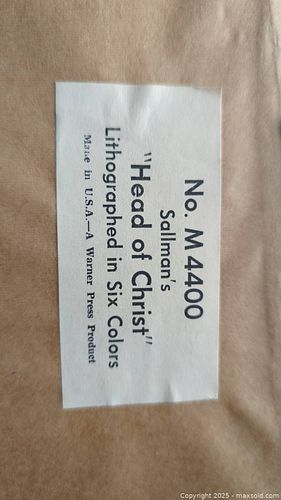 No. M 4400
Sallman's
"Head of Christ"
Lithographed in Six Colors
Made in U.S.A.—A Warner Press Product
Copyright © 2025 - maxsold.com